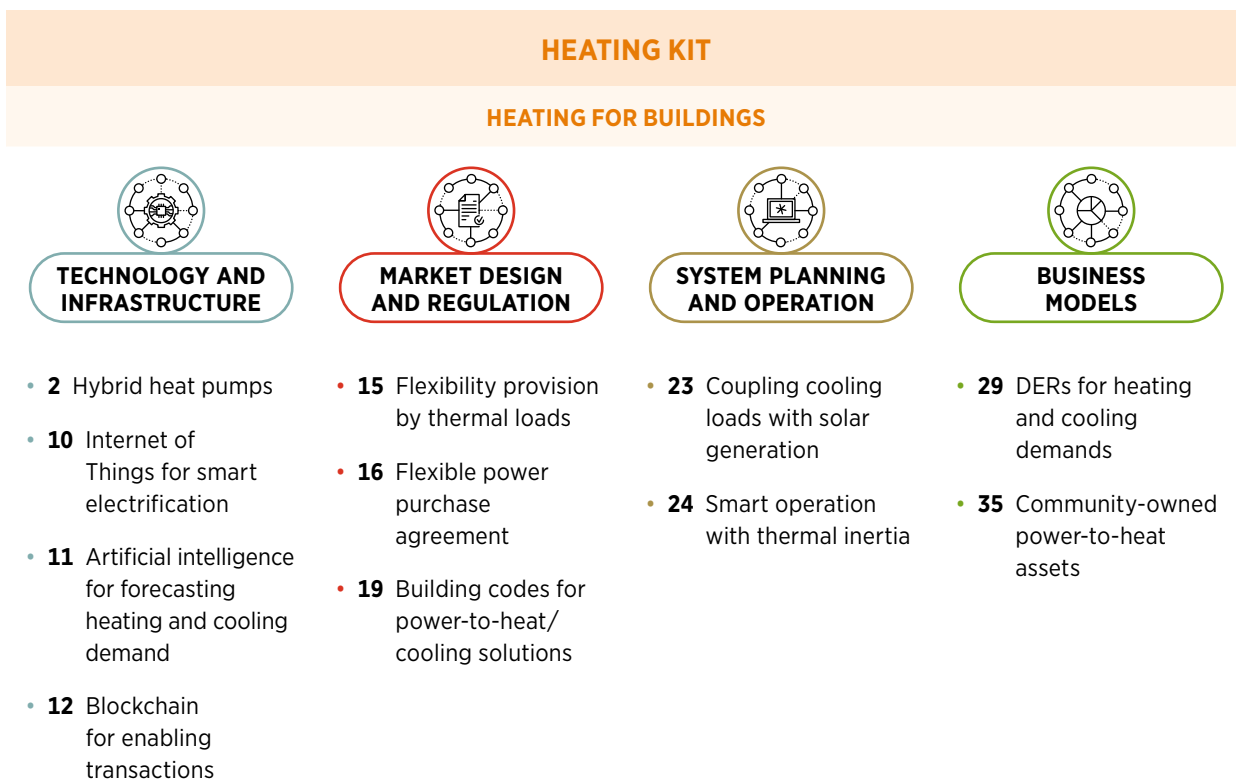 HEATING KIT
HEATING FOR BUILDINGS
TECHNOLOGY AND
INFRASTRUCTURE
• 2 Hybrid heat pumps
• 10 Internet of
Things for smart
electrification
• 11 Artificial intelligence
for forecasting
heating and cooling
demand
• 12 Blockchain
for enabling
transactions
MARKET DESIGN
AND REGULATION
• 15 Flexibility provision
by thermal loads
• 16 Flexible power
purchase
agreement
• 19 Building codes for
power-to-heat/
cooling solutions
SYSTEM PLANNING
AND OPERATION
• 23 Coupling cooling
loads with solar
generation
• 24 Smart operation
with thermal inertia
BUSINESS
MODELS
• 29 DERs for heating
and cooling
demands
• 35 Community-owned
power-to-heat
assets